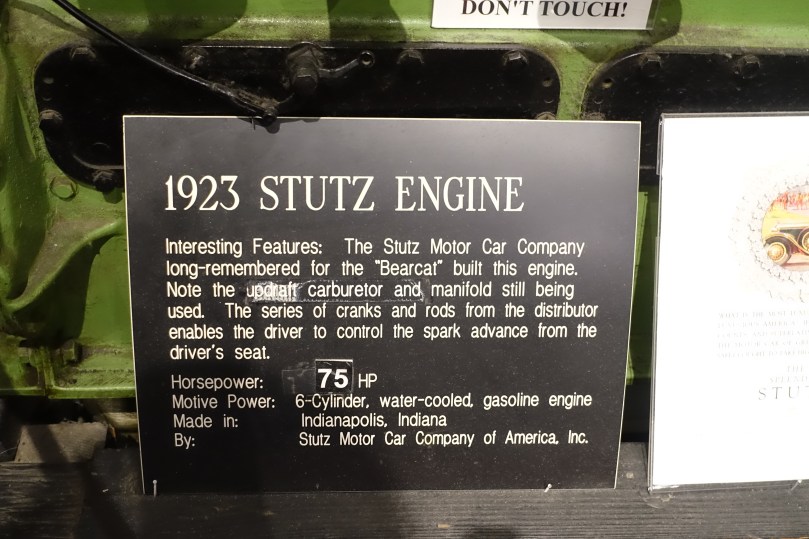 DON'T TOUCH!
1923 STUTZ ENGINE
Interesting Features: The Stutz Motor Car Company
long-remembered for the "Bearcat" built this engine.
Note the updraft carburetor and manifold still being
used. The series of cranks and rods from the distributor
enables the driver to control the spark advance from the
driver's seat.
Horsepower: 75 HP
Motive Power: 6-Cylinder, water-cooled, gasoline engine
Made in: Indianapolis, Indiana
By: Stutz Motor Car Company of America, Inc.